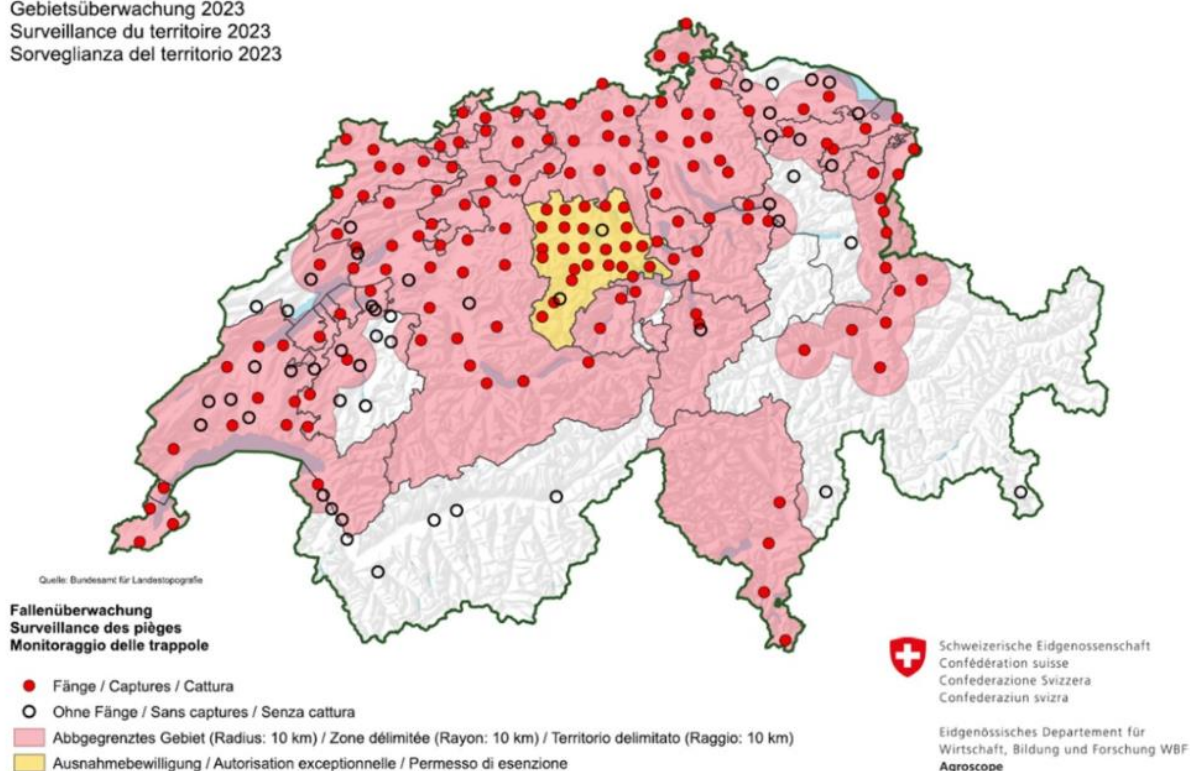 Gebietsüberwachung 2023
Surveillance du territoire 2023
Sorveglianza del territorio 2023
Quelle: Bundesamt für Landestopografie
Fallenüberwachung
Surveillance des pièges
Monitoraggio delle trappole
Fänge / Captures / Cattura
Ohne Fänge / Sans captures / Senza cattura
Abbgegrenztes Gebiet (Radius: 10 km) / Zone délimitée (Rayon: 10 km) / Territorio delimitato (Raggio: 10 km)
Ausnahmebewilligung / Autorisation exceptionnelle / Permesso di esenzione
Schweizerische Eidgenossenschaft
Confédération suisse
Confederazione Svizzera
Confederaziun svizra
Eidgenössisches Departement für
Wirtschaft, Bildung und Forschung WBF
Agroscope